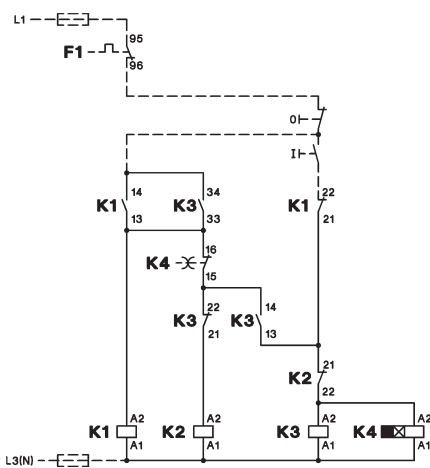 L1
95
F1
96
O
I
14 34 22
K1 K3 K1
13 33 21
16
K4
15
22 14
K3 K3
21 13
21
K2
22
A2 A2 A2 A2
K1 K2 K3 K4
A1 A1 A1 A1
L3(N)